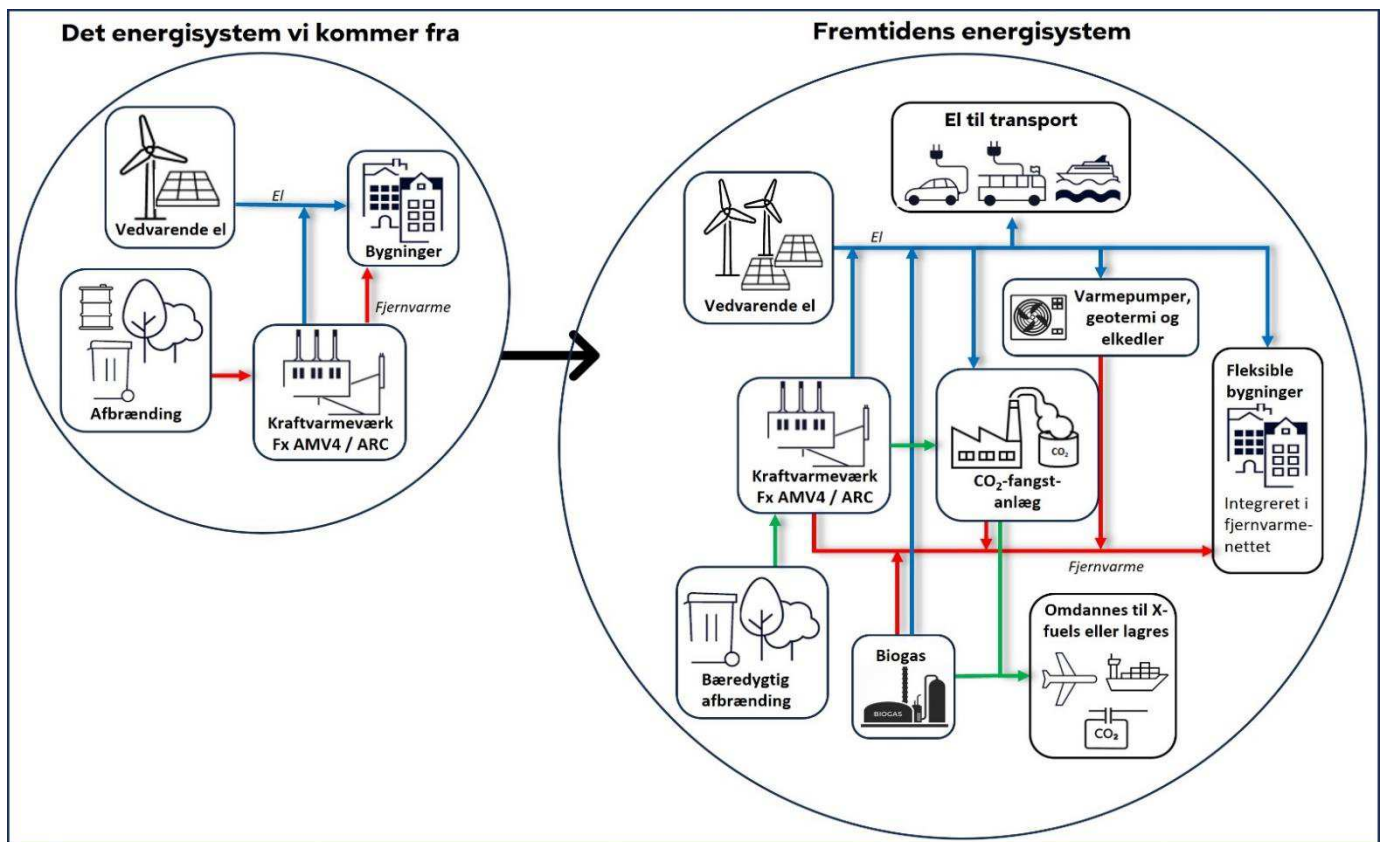 Det energisystem vi kommer fra
Vedvarende el
El
Bygninger
Fjernvarme
Afbrænding
Kraftvarmeværk
Fx AMV4 / ARC
Fremtidens energisystem
El til transport
El
Vedvarende el
Varmepumper,
geotermi og
elkedler
Fleksible
bygninger
Integreret i
fjernvarme-
nettet
Kraftvarmeværk
Fx AMV4 / ARC
CO₂
CO₂-fangst-
anlæg
Fjernvarme
Bæredygtig
afbrænding
Biogas
BIOGAS
Omdannes til X-
fuels eller lagres
CO₂